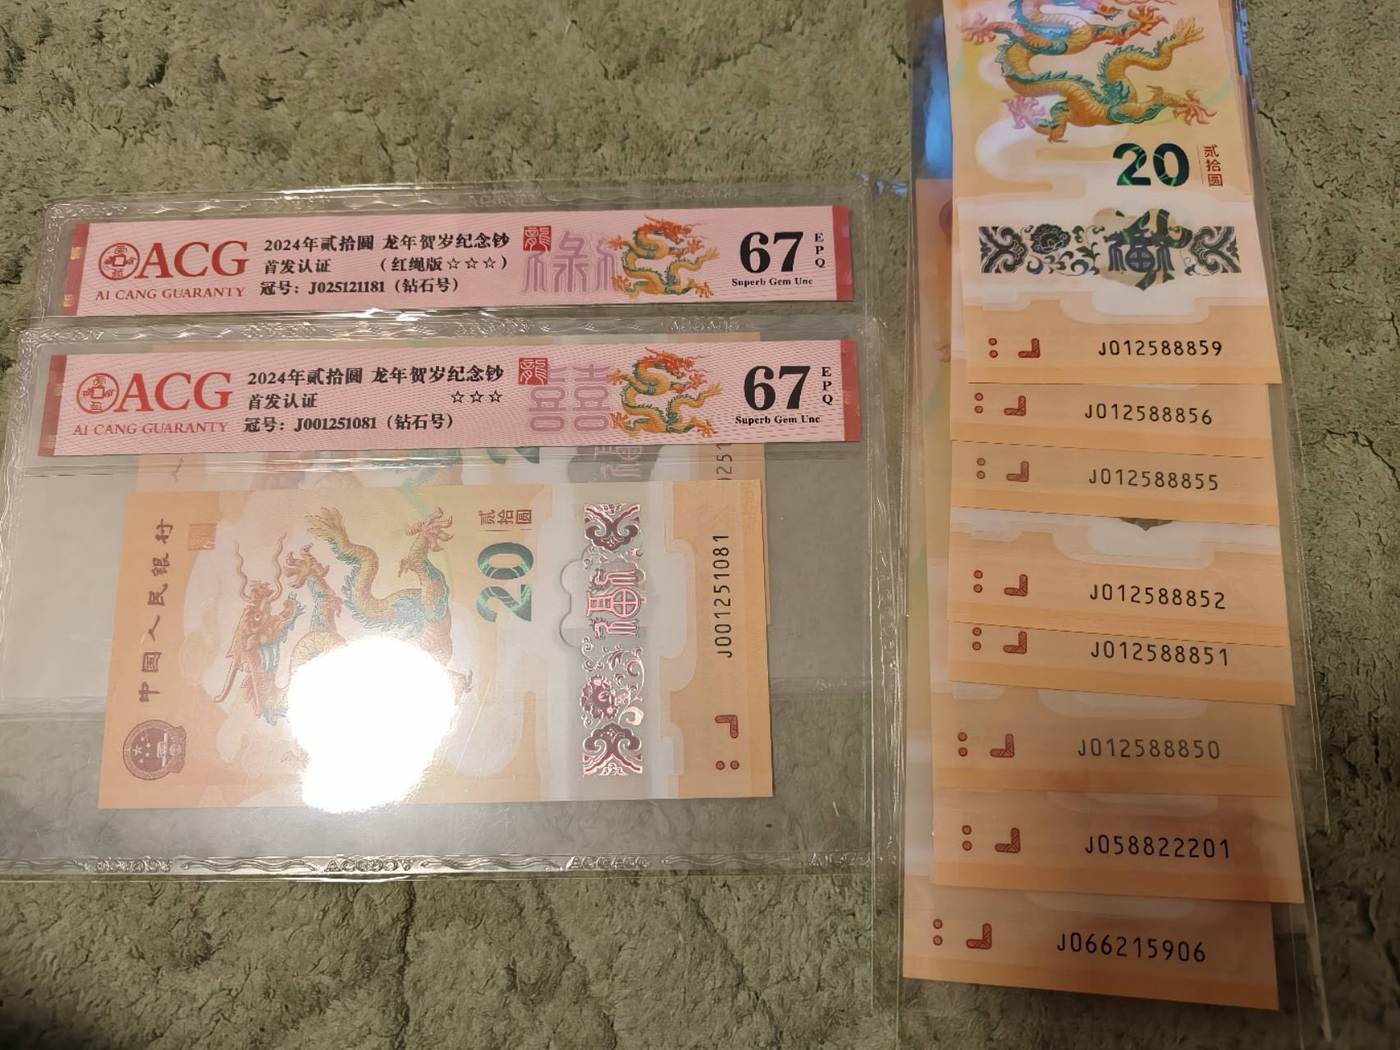 ACG
AI CANG GUARANTY
2024年贰拾圆 龙年贺岁纪念钞
首发认证 (红绳版☆☆☆)
冠号: J025121181 (钻石号)
67
EPQ
Superb Gem Unc
ACG
AI CANG GUARANTY
2024年贰拾圆 龙年贺岁纪念钞
首发认证 ☆☆☆
冠号: J001251081 (钻石号)
囍
67
EPQ
Superb Gem Unc
中国人民银行
20
贰拾圆
福
J001251081
20
贰拾圆
福
J012588859
J012588856
J012588855
J012588852
J012588851
J012588850
J058822201
J066215906